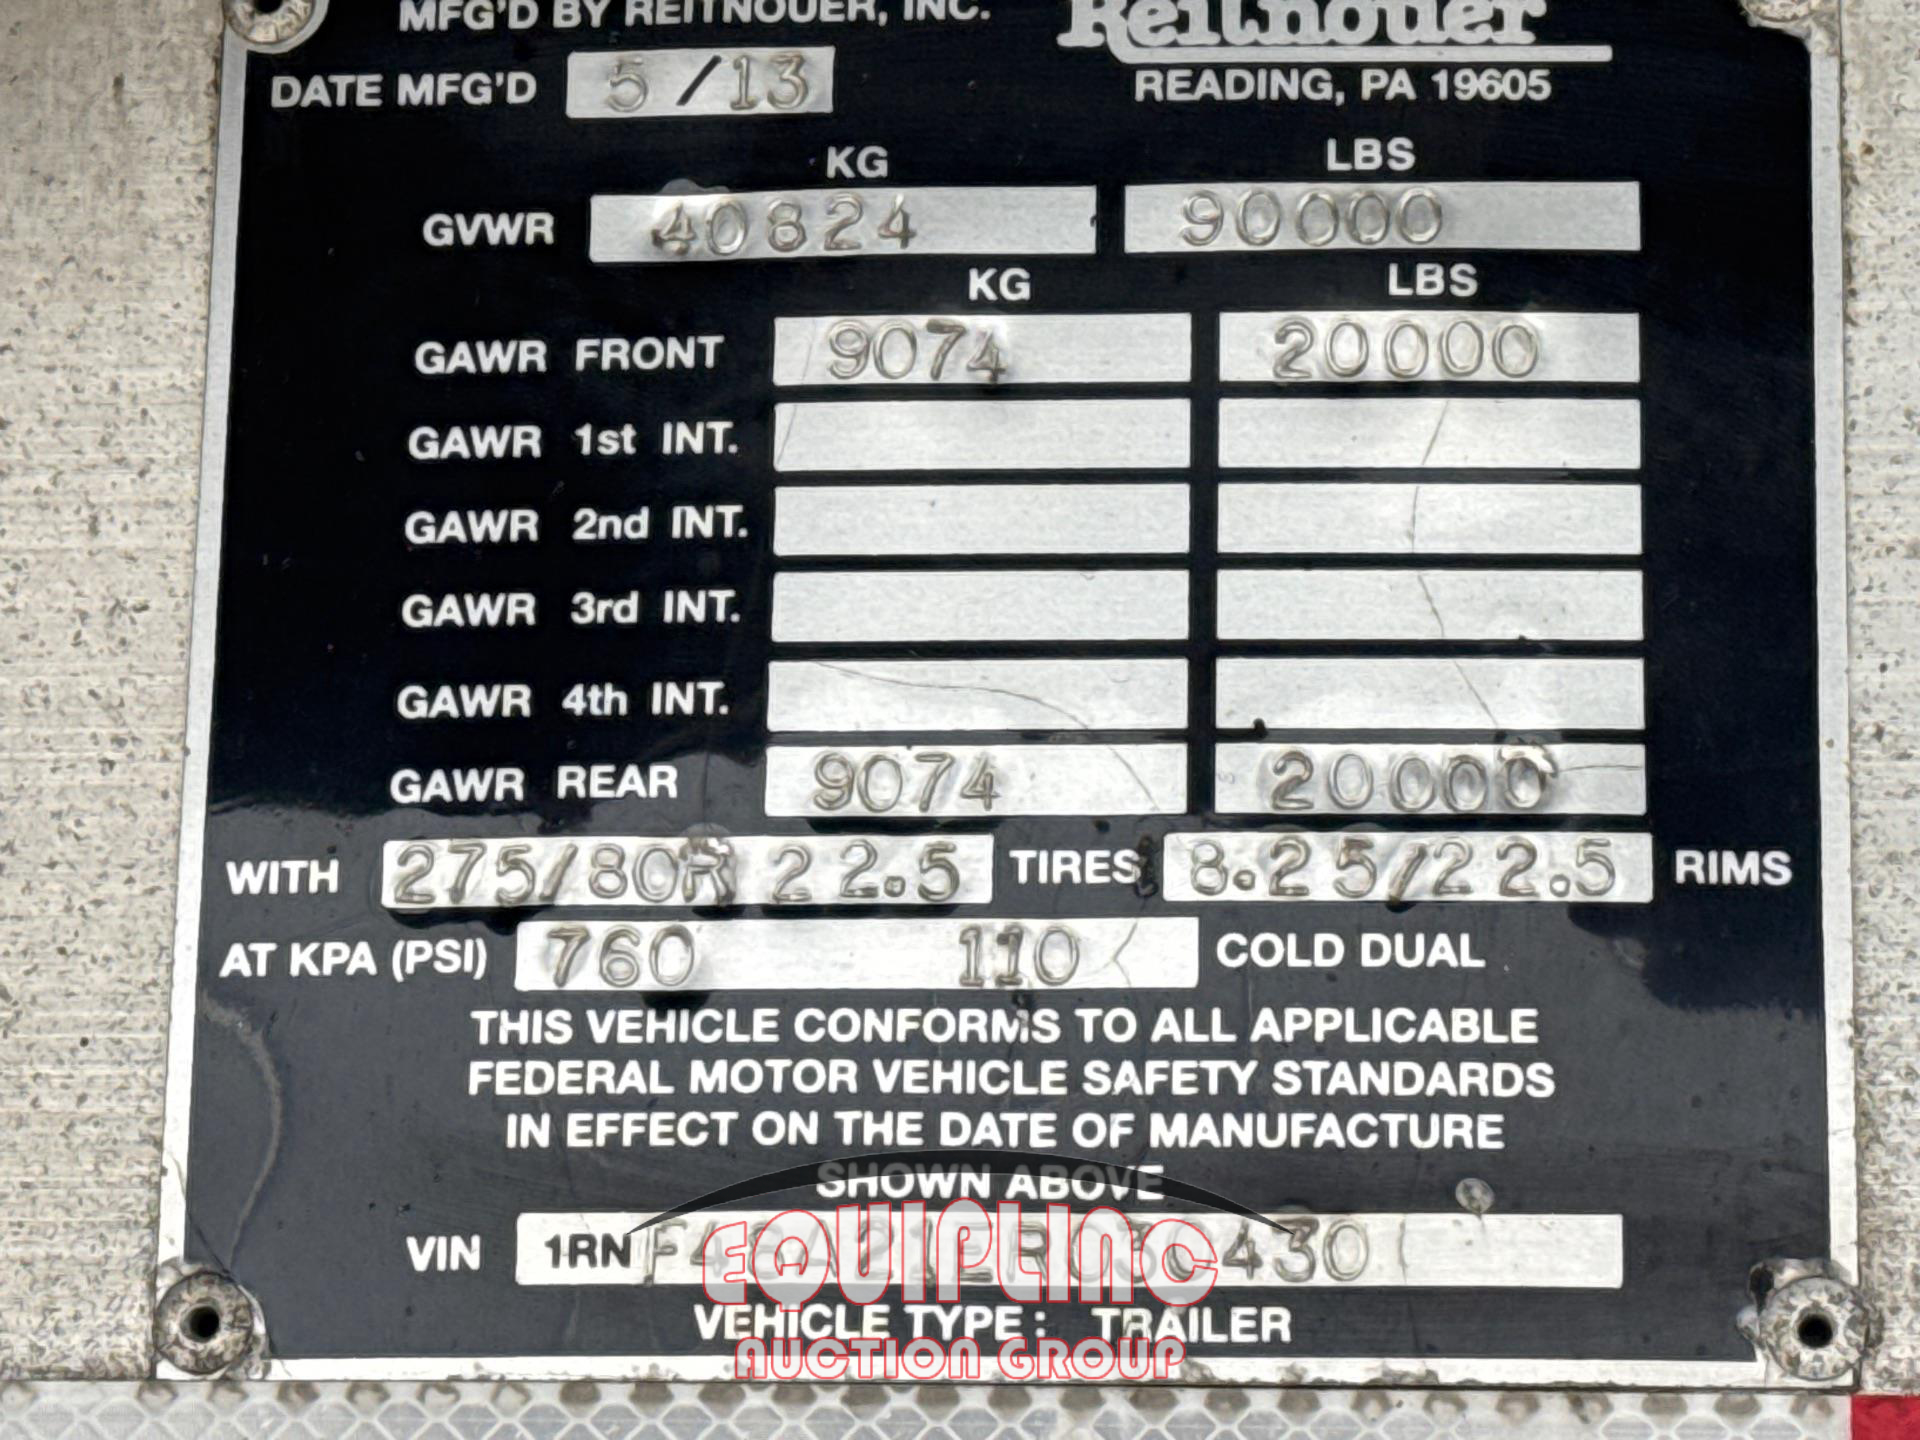 MFG'D BY REITNOUER, INC.
Reitnouer
DATE MFG'D 5/13
READING, PA 19605
KG LBS
GVWR 40824 90000
KG LBS
GAWR FRONT 9074 20000
GAWR 1st INT.
GAWR 2nd INT.
GAWR 3rd INT.
GAWR 4th INT.
GAWR REAR 9074 20000
WITH 275/80R 22.5 TIRES 8.25/22.5 RIMS
AT KPA (PSI) 760 110 COLD DUAL
THIS VEHICLE CONFORMS TO ALL APPLICABLE
FEDERAL MOTOR VEHICLE SAFETY STANDARDS
IN EFFECT ON THE DATE OF MANUFACTURE
SHOWN ABOVE
VIN
EQUIPLINC
VEHICLE TYPE: TRAILER
AUCTION GROUP